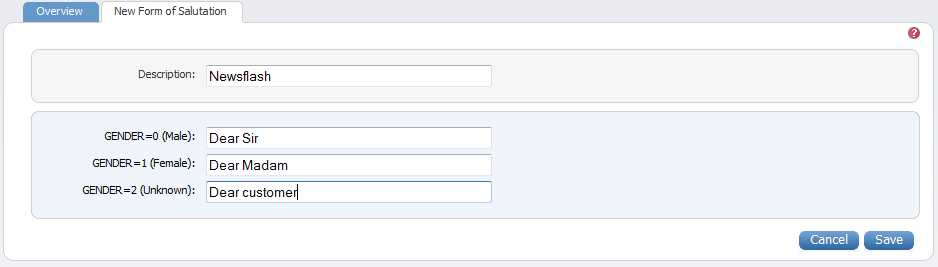 Overview
New Form of Salutation
?
Description: Newsflash
GENDER=0 (Male): Dear Sir
GENDER=1 (Female): Dear Madam
GENDER=2 (Unknown): Dear customer
Cancel Save